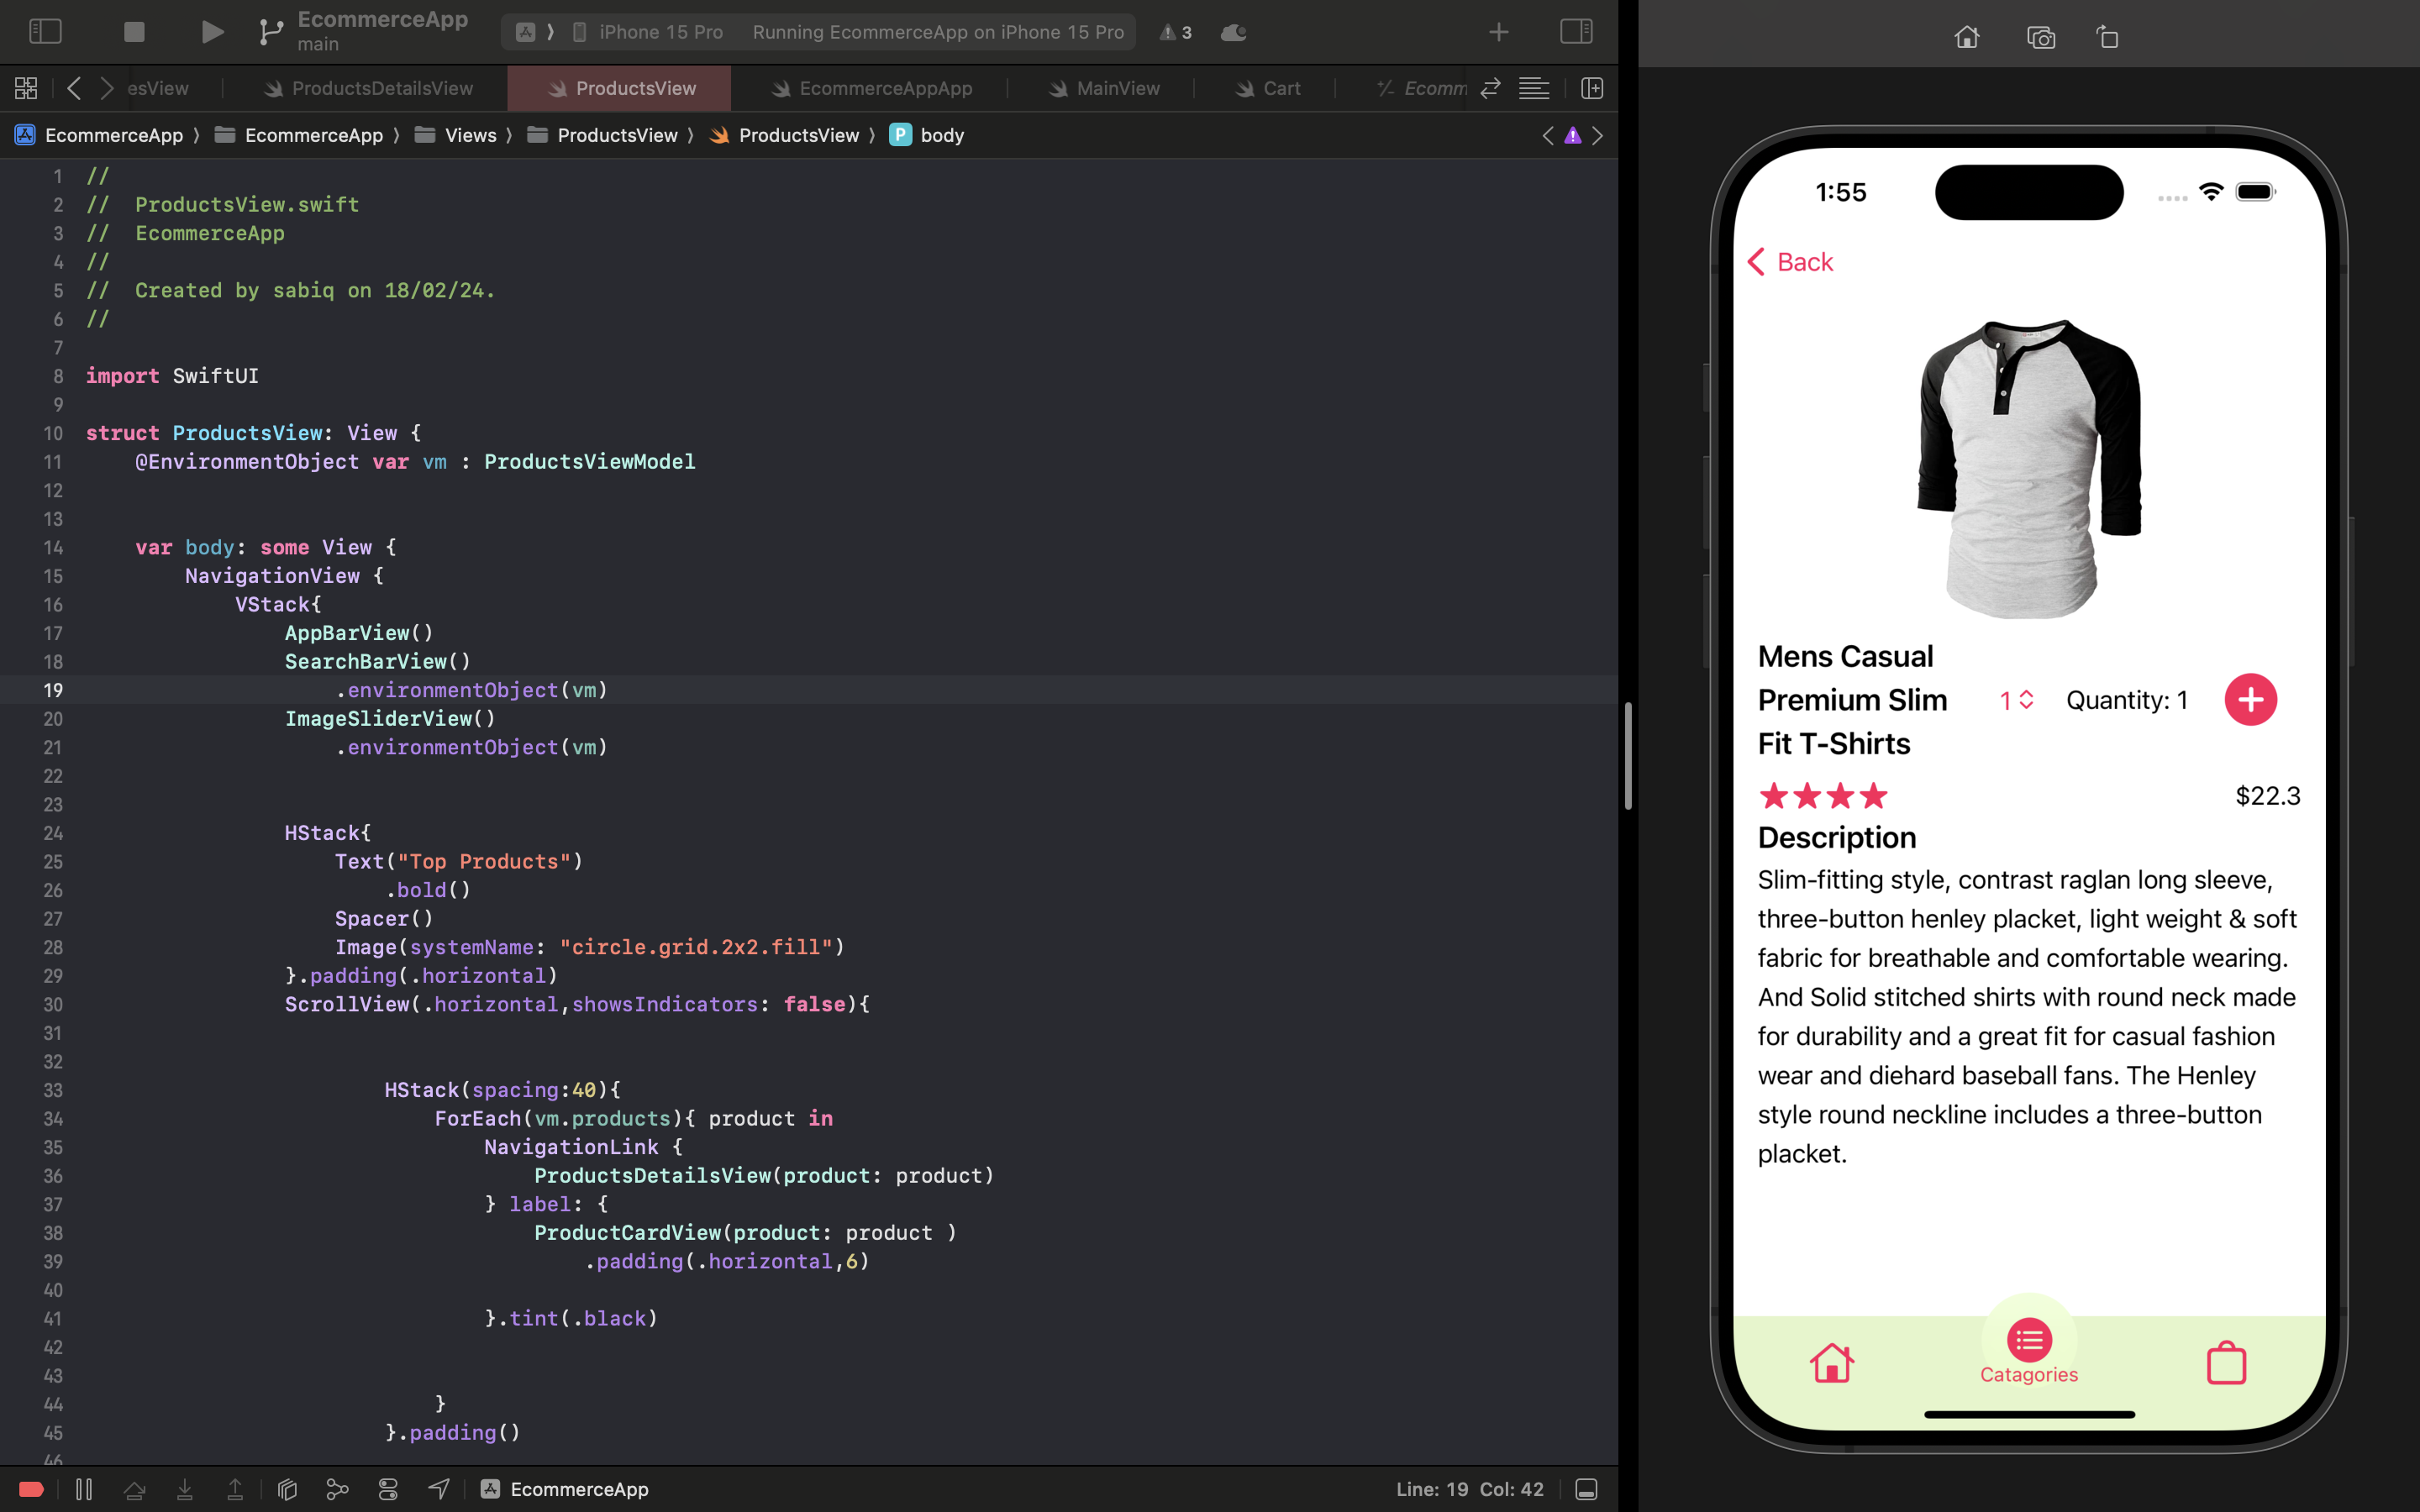 EcommerceApp
main
iPhone 15 Pro
Running EcommerceApp on iPhone 15 Pro
3
esView
ProductsDetailsView
ProductsView
EcommerceAppApp
MainView
Cart
Ecomm
EcommerceApp 〉 EcommerceApp 〉 Views 〉 ProductsView 〉 ProductsView 〉 P body
1 //
2 //  ProductsView.swift
3 //  EcommerceApp
4 //
5 //  Created by sabiq on 18/02/24.
6 //
7
8 import SwiftUI
9
10 struct ProductsView: View {
11     @EnvironmentObject var vm : ProductsViewModel
12
13
14     var body: some View {
15         NavigationView {
16             VStack{
17                 AppBarView()
18                 SearchBarView()
19                     .environmentObject(vm)
20                 ImageSliderView()
21                     .environmentObject(vm)
22
23
24                 HStack{
25                     Text("Top Products")
26                         .bold()
27                     Spacer()
28                     Image(systemName: "circle.grid.2x2.fill")
29                 }.padding(.horizontal)
30                 ScrollView(.horizontal,showsIndicators: false){
31
32
33                         HStack(spacing:40){
34                             ForEach(vm.products){ product in
35                                 NavigationLink {
36                                     ProductsDetailsView(product: product)
37                                 } label: {
38                                     ProductCardView(product: product )
39                                         .padding(.horizontal,6)
40
41                                 }.tint(.black)
42
43
44                             }
45                         }.padding()
46
EcommerceApp
Line: 19 Col: 42
1:55
Back
Mens Casual
Premium Slim
Fit T-Shirts
1
Quantity: 1
$22.3
Description
Slim-fitting style, contrast raglan long sleeve,
three-button henley placket, light weight & soft
fabric for breathable and comfortable wearing.
And Solid stitched shirts with round neck made
for durability and a great fit for casual fashion
wear and diehard baseball fans. The Henley
style round neckline includes a three-button
placket.
Catagories